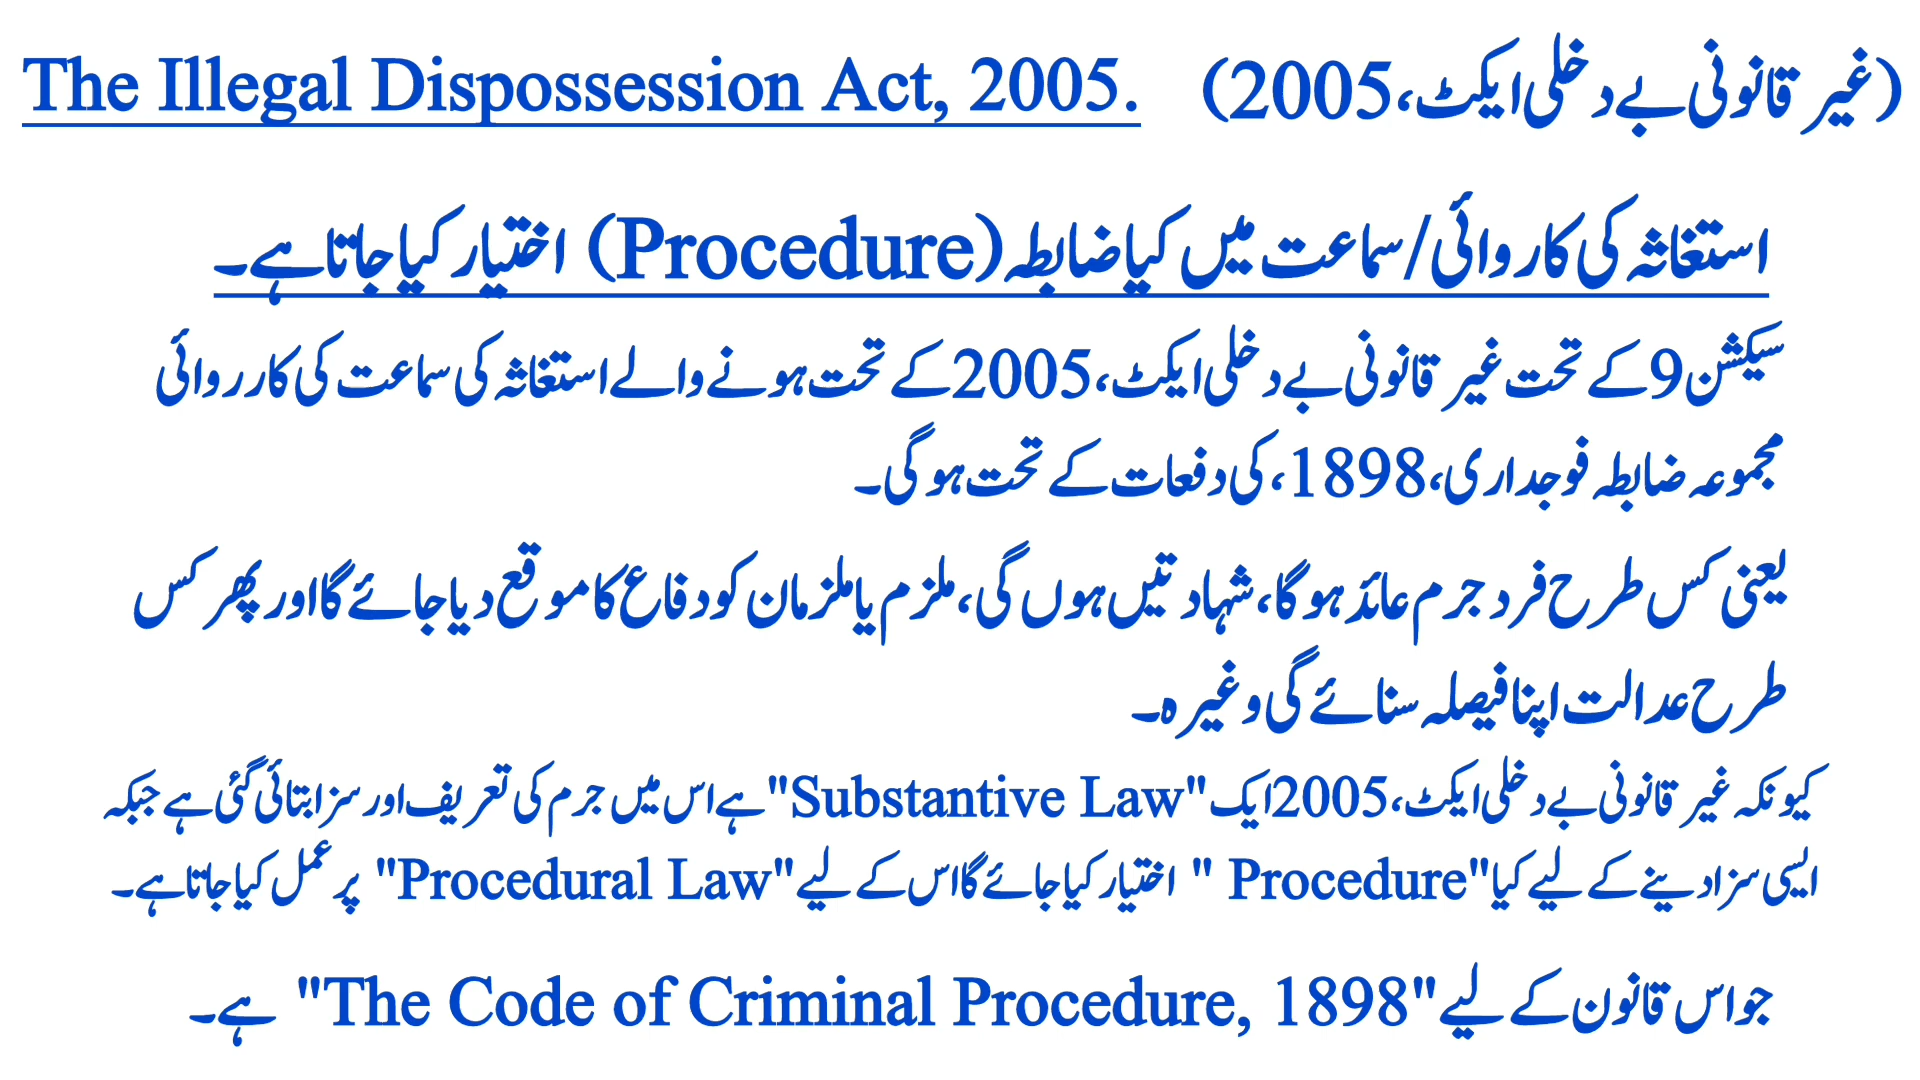 The Illegal Dispossession Act, 2005. (غیر قانونی بے دخلی ایکٹ، 2005)
استغاثہ کی کاروائی/سماعت میں کیا ضابطہ (Procedure) اختیار کیا جاتا ہے۔
سیکشن 9 کے تحت غیر قانونی بے دخلی ایکٹ، 2005 کے تحت ہونے والے استغاثہ کی سماعت کی کارروائی
مجموعہ ضابطہ فوجداری، 1898، کی دفعات کے تحت ہوگی۔
یعنی کس طرح فرد جرم عائد ہوگا، شہادتیں ہوں گی، ملزم یا ملزمان کو دفاع کا موقع دیا جائے گا اور پھر کس
طرح عدالت اپنا فیصلہ سنائے گی وغیرہ۔
کیونکہ غیر قانونی بے دخلی ایکٹ، 2005 ایک "Substantive Law" ہے اس میں جرم کی تعریف اور سزا بتائی گئی ہے جبکہ
ایسی سزا دینے کے لیے کیا "Procedure " اختیار کیا جائے گا اس کے لیے "Procedural Law" پر عمل کیا جاتا ہے۔
جو اس قانون کے لیے "The Code of Criminal Procedure, 1898" ہے۔